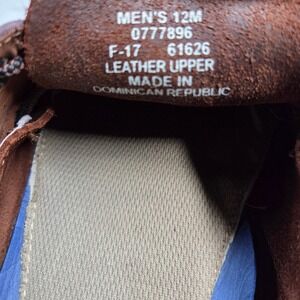 MEN'S 12M
0777896
F-17 61626
LEATHER UPPER
MADE IN
DOMINICAN REPUBLIC